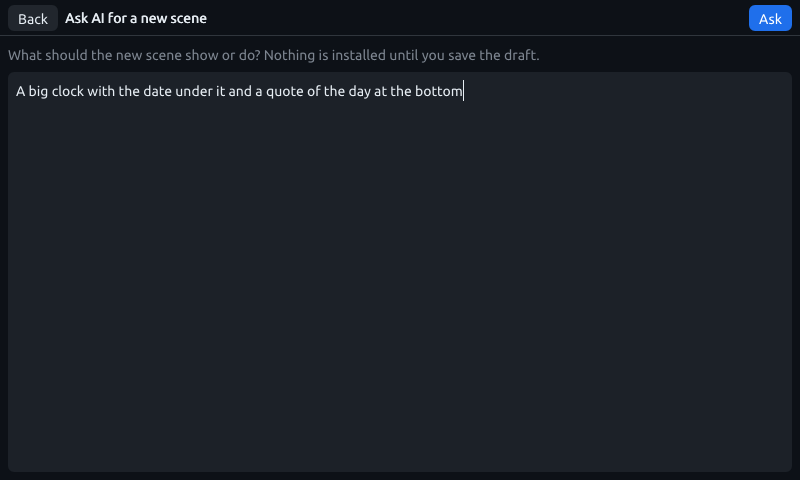 Back Ask AI for a new scene Ask
What should the new scene show or do? Nothing is installed until you save the draft.
A big clock with the date under it and a quote of the day at the bottom